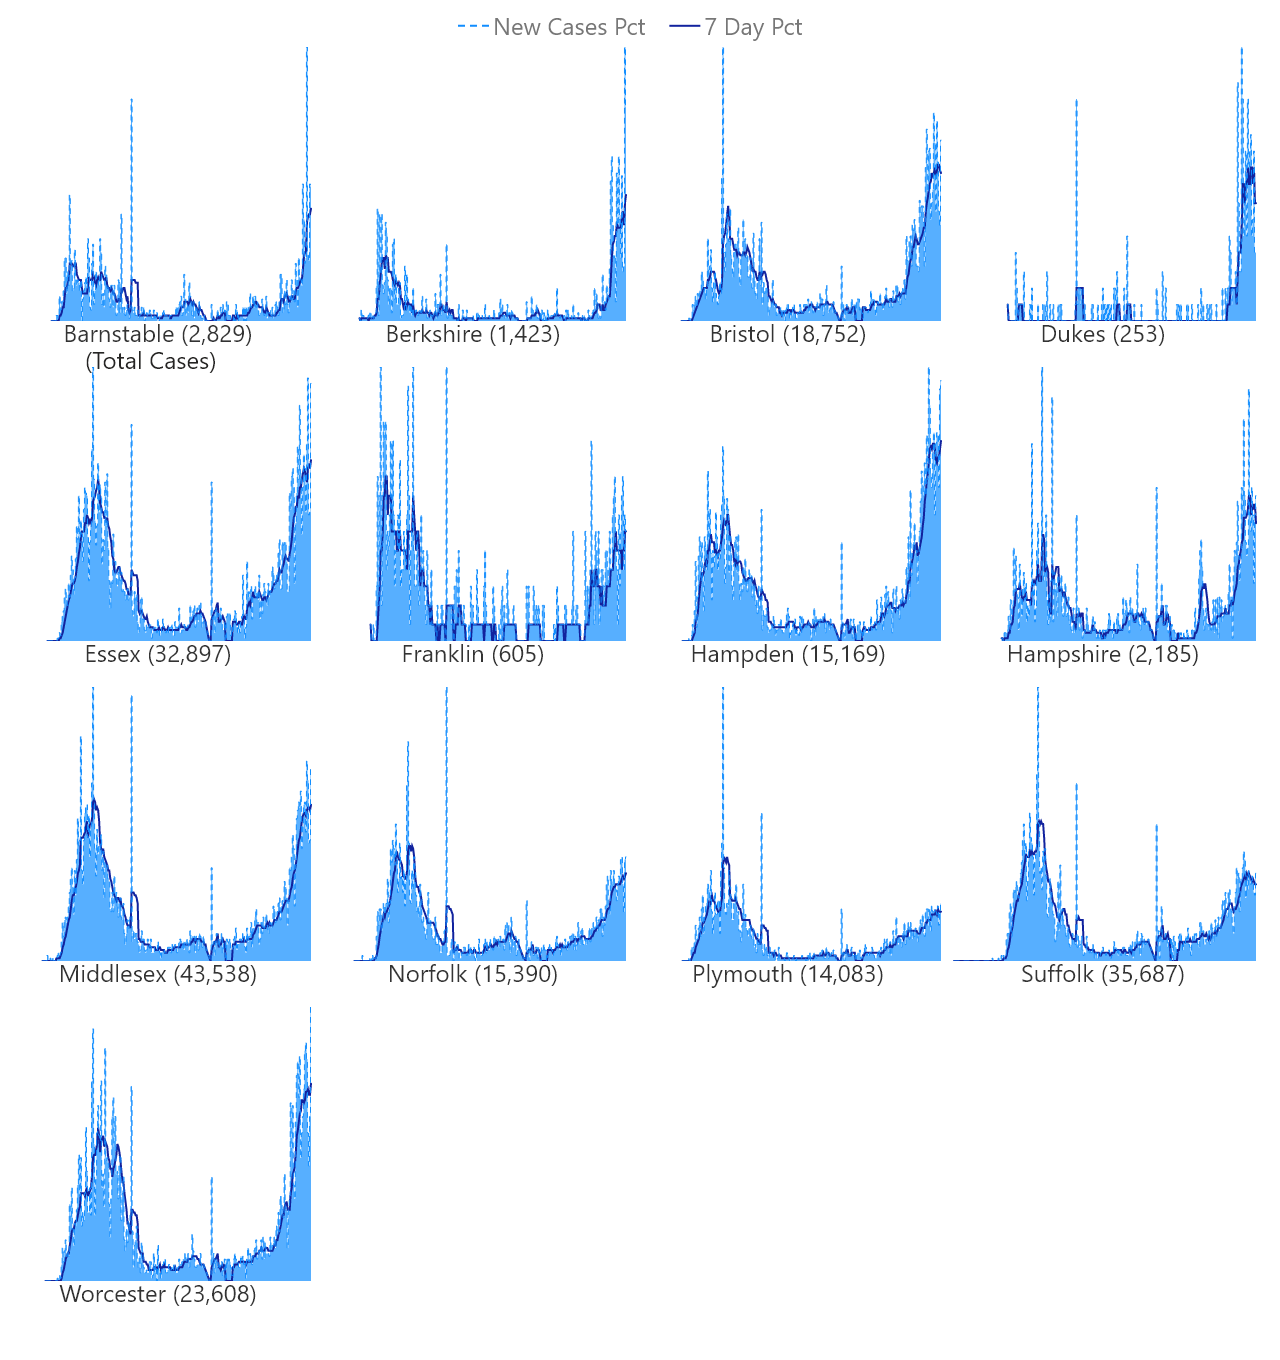 New Cases Pct 7 Day Pct
Barnstable (2,829) Berkshire (1,423) Bristol (18,752) Dukes (253)
(Total Cases)
Essex (32,897) Franklin (605) Hampden (15,169) Hampshire (2,185)
Middlesex (43,538) Norfolk (15,390) Plymouth (14,083) Suffolk (35,687)
Worcester (23,608)